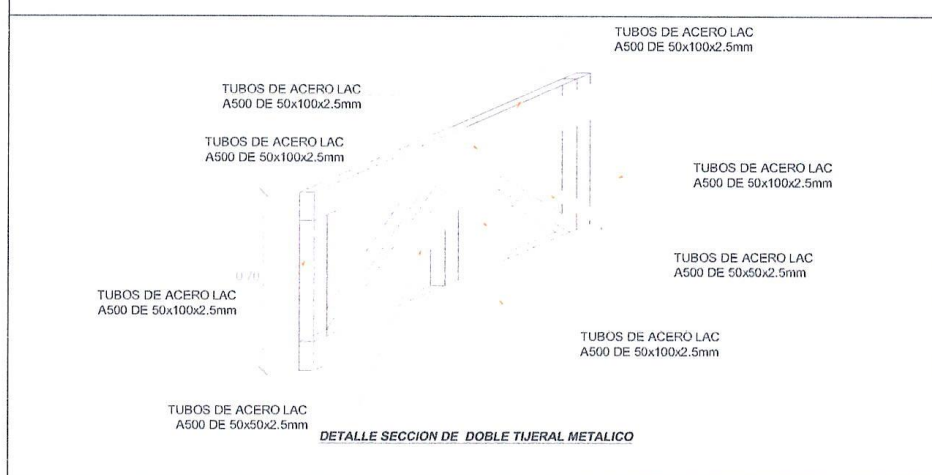 TUBOS DE ACERO LAC
A500 DE 50x100x2.5mm
TUBOS DE ACERO LAC
A500 DE 50x100x2.5mm
TUBOS DE ACERO LAC
A500 DE 50x100x2.5mm
TUBOS DE ACERO LAC
A500 DE 50x100x2.5mm
TUBOS DE ACERO LAC
A500 DE 50x50x2.5mm
0.70
TUBOS DE ACERO LAC
A500 DE 50x100x2.5mm
TUBOS DE ACERO LAC
A500 DE 50x100x2.5mm
TUBOS DE ACERO LAC
A500 DE 50x50x2.5mm
DETALLE SECCION DE DOBLE TIJERAL METALICO